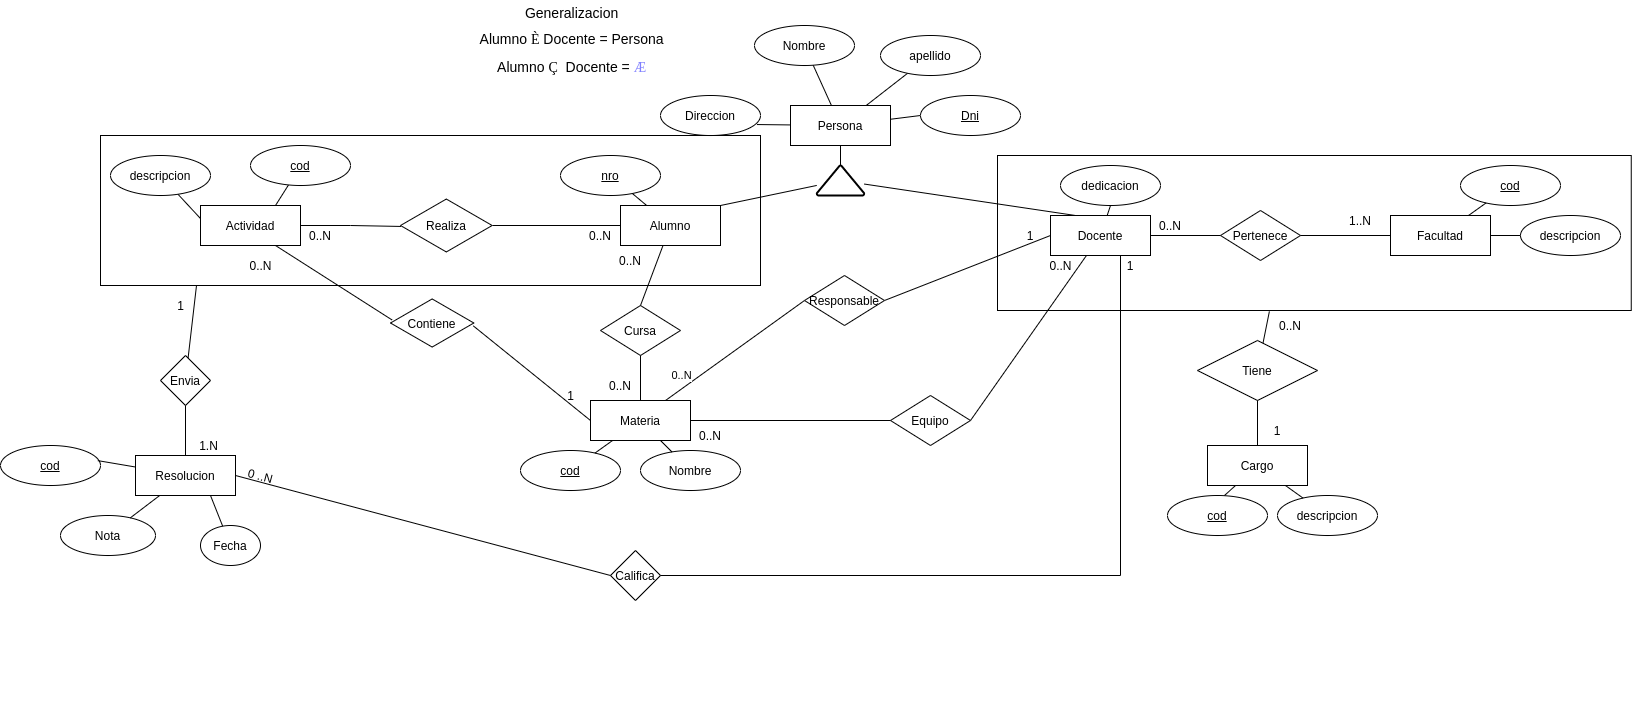 Generalizacion
Alumno È Docente = Persona
Alumno Ç Docente = Æ
Nombre
apellido
Direccion
Persona
Dni
descripcion
cod
nro
dedicacion
cod
Actividad
Realiza
Alumno
0..N
0..N
Docente
Pertenece
Facultad
descripcion
1
0..N
1..N
0..N
0..N
0..N
1
1
Contiene
Cursa
Responsable
0..N
Envia
Tiene
0..N
0..N
1
Materia
Equipo
0..N
1
1.N
cod
Resolucion
0..N
cod
Nombre
Cargo
Nota
Fecha
cod
descripcion
Califica